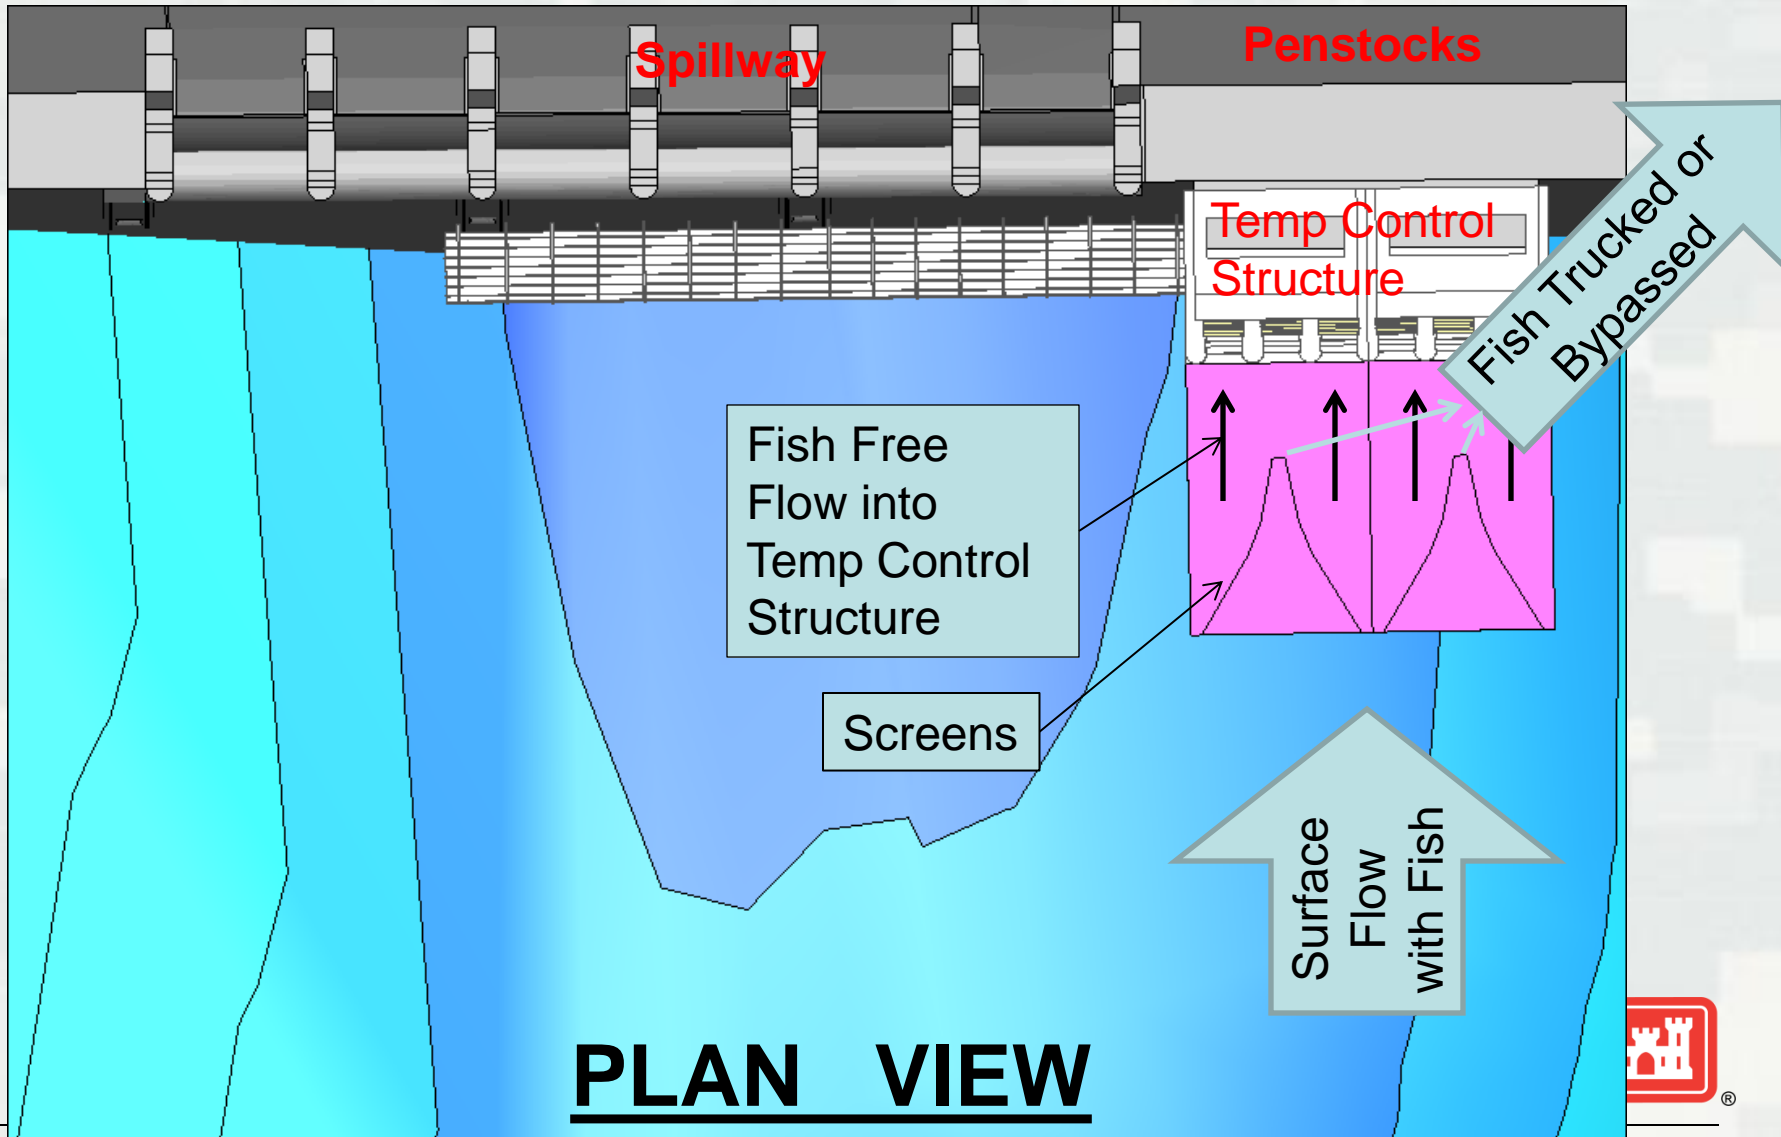 Spillway
Penstocks
Temp Control
Structure
Fish Trucked or
Bypassed
Fish Free
Flow into
Temp Control
Structure
Screens
Surface
Flow
with Fish
PLAN VIEW
®